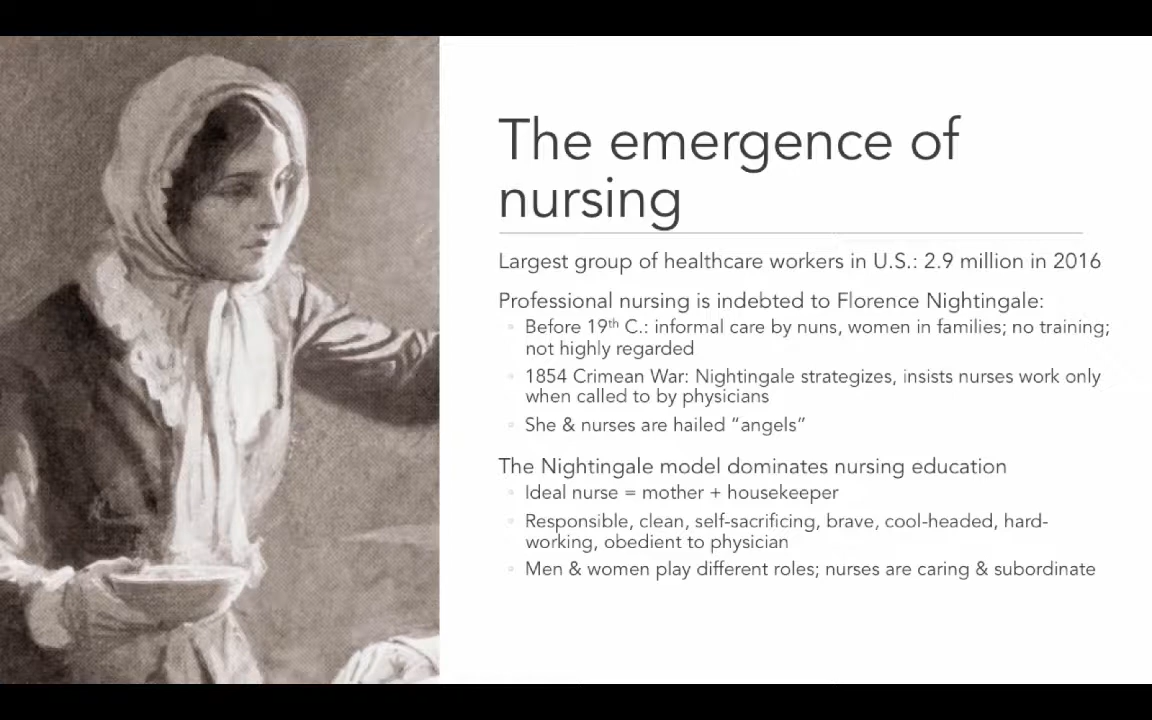 The emergence of
nursing
Largest group of healthcare workers in U.S.: 2.9 million in 2016
Professional nursing is indebted to Florence Nightingale:
Before 19th C.: informal care by nuns, women in families; no training;
not highly regarded
1854 Crimean War: Nightingale strategizes, insists nurses work only
when called to by physicians
She & nurses are hailed “angels”
The Nightingale model dominates nursing education
Ideal nurse = mother + housekeeper
Responsible, clean, self-sacrificing, brave, cool-headed, hard-
working, obedient to physician
Men & women play different roles; nurses are caring & subordinate